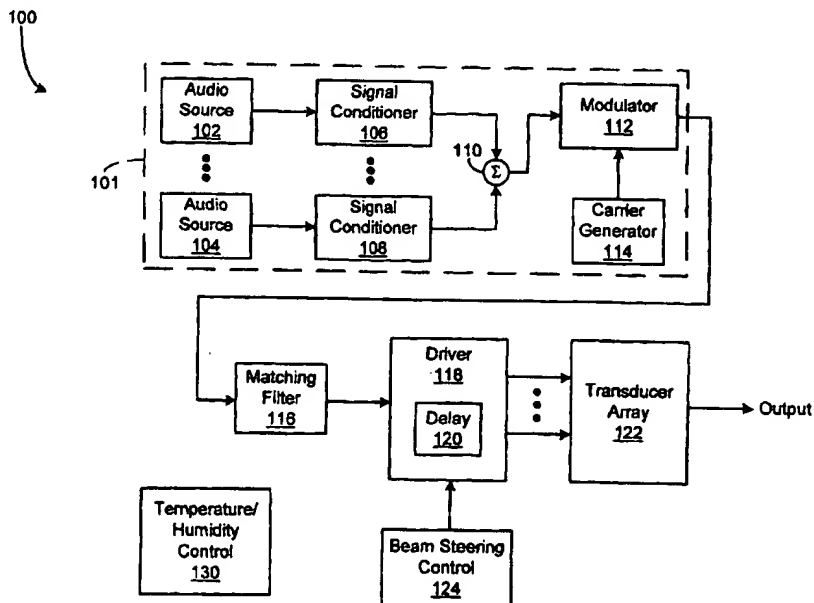 100
Audio
Source
102
Signal
Conditioner
106
Modulator
112
110
Σ
101
Audio
Source
104
Signal
Conditioner
108
Carrier
Generator
114
Matching
Filter
116
Driver
118
Delay
120
Transducer
Array
122
Output
Temperature/
Humidity
Control
130
Beam Steering
Control
124